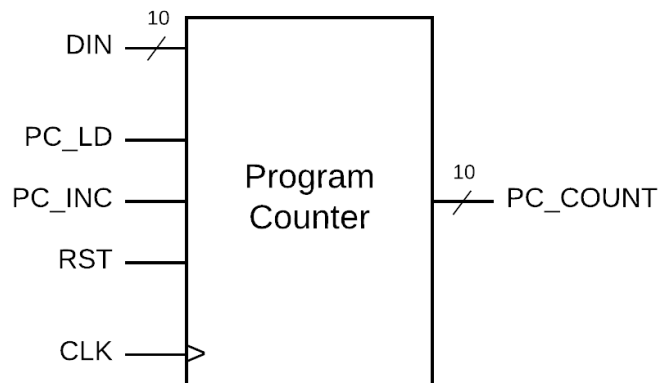 10
DIN
PC_LD
PC_INC
RST
CLK
Program
Counter
10
PC_COUNT